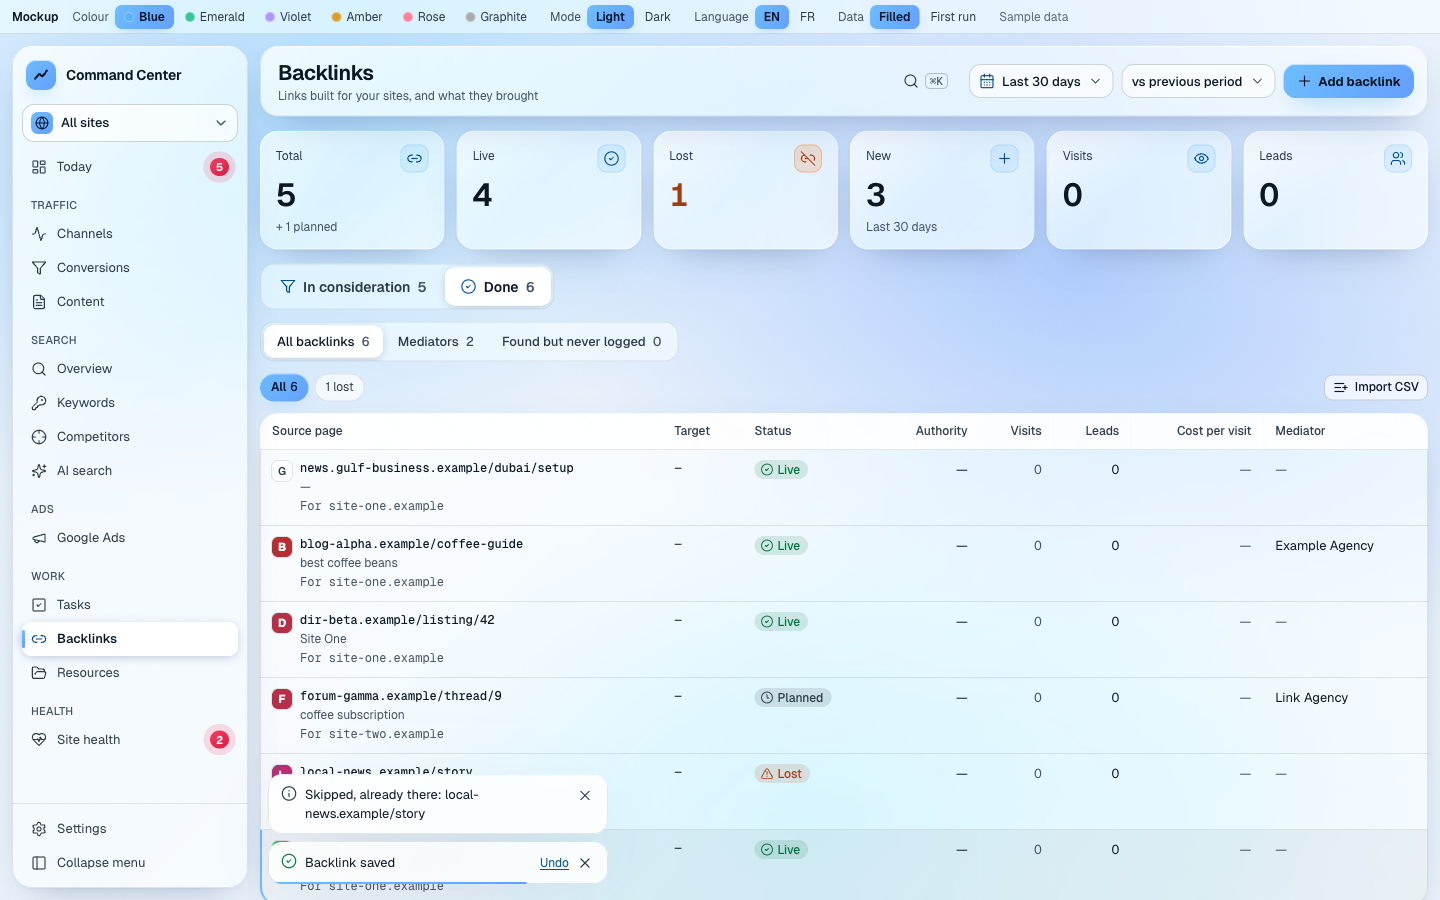 Mockup Colour Blue Emerald Violet Amber Rose Graphite Mode Light Dark Language EN FR Data Filled First run Sample data
Command Center
All sites
Today 5
TRAFFIC
Channels
Conversions
Content
SEARCH
Overview
Keywords
Competitors
AI search
ADS
Google Ads
WORK
Tasks
Backlinks
Resources
HEALTH
Site health 2
Settings
Collapse menu
Backlinks
Links built for your sites, and what they brought
⌘K Last 30 days vs previous period Add backlink
Total
5
+ 1 planned
Live
4
Lost
1
New
3
Last 30 days
Visits
0
Leads
0
In consideration 5 Done 6
All backlinks 6 Mediators 2 Found but never logged 0
All 6 1 lost Import CSV
Source page Target Status Authority Visits Leads Cost per visit Mediator
G news.gulf-business.example/dubai/setup – Live — 0 0 — —
—
For site-one.example
B blog-alpha.example/coffee-guide – Live — 0 0 — Example Agency
best coffee beans
For site-one.example
D dir-beta.example/listing/42 – Live — 0 0 — —
Site One
For site-one.example
F forum-gamma.example/thread/9 – Planned — 0 0 — Link Agency
coffee subscription
For site-two.example
local-news.example/story – Lost — 0 0 — —
Skipped, already there: local-
news.example/story
– Live — 0 0 — —
Backlink saved Undo
For site-one.example